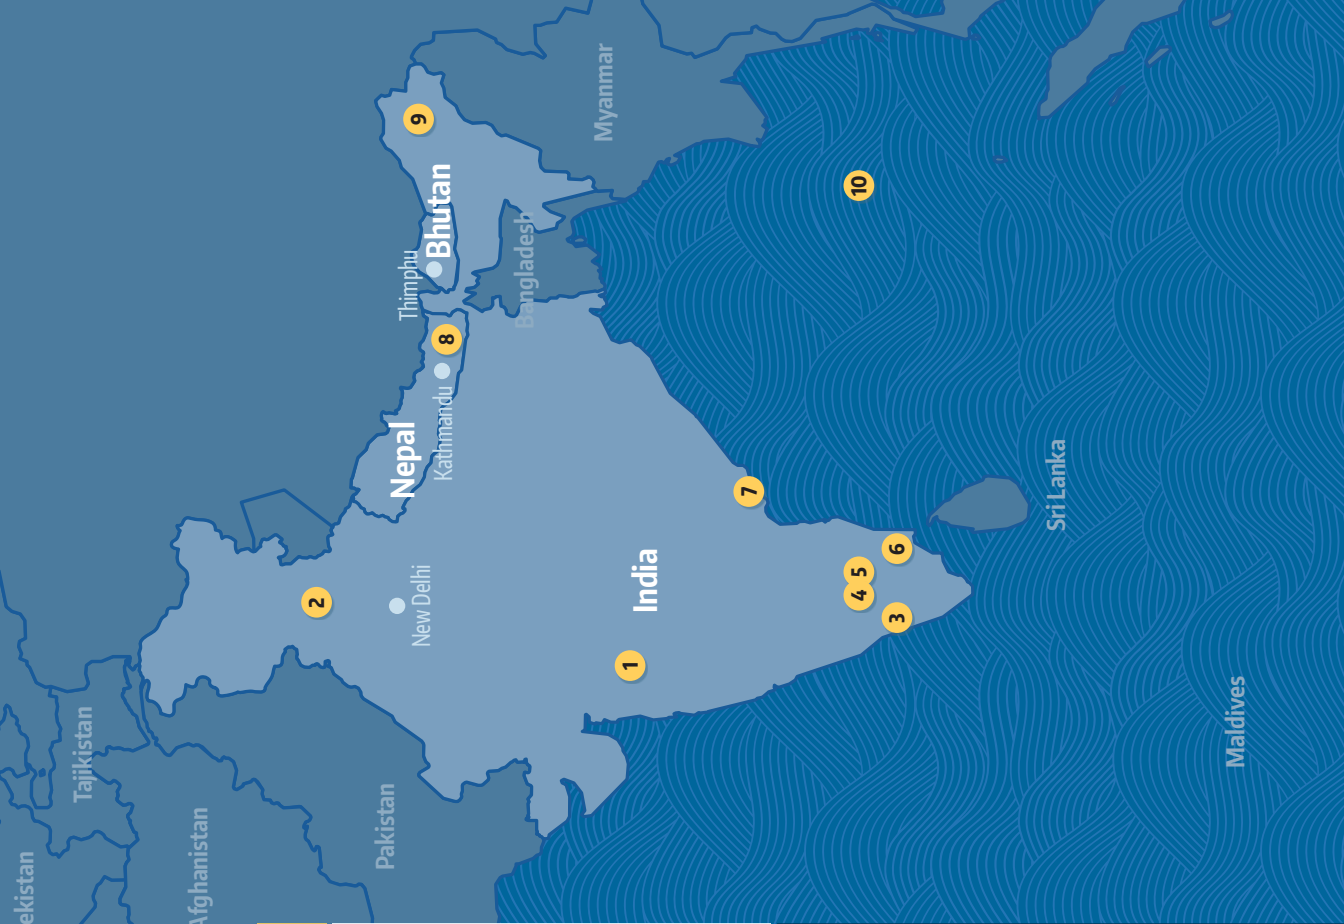 ekistan
Tajikistan
Afghanistan
2
Pakistan
Nepal
Thimphu
9
New Delhi
Bhutan
Kathmandu
8
Bangladesh
Myanmar
1
India
7
4
5
10
3
6
Sri Lanka
Maldives